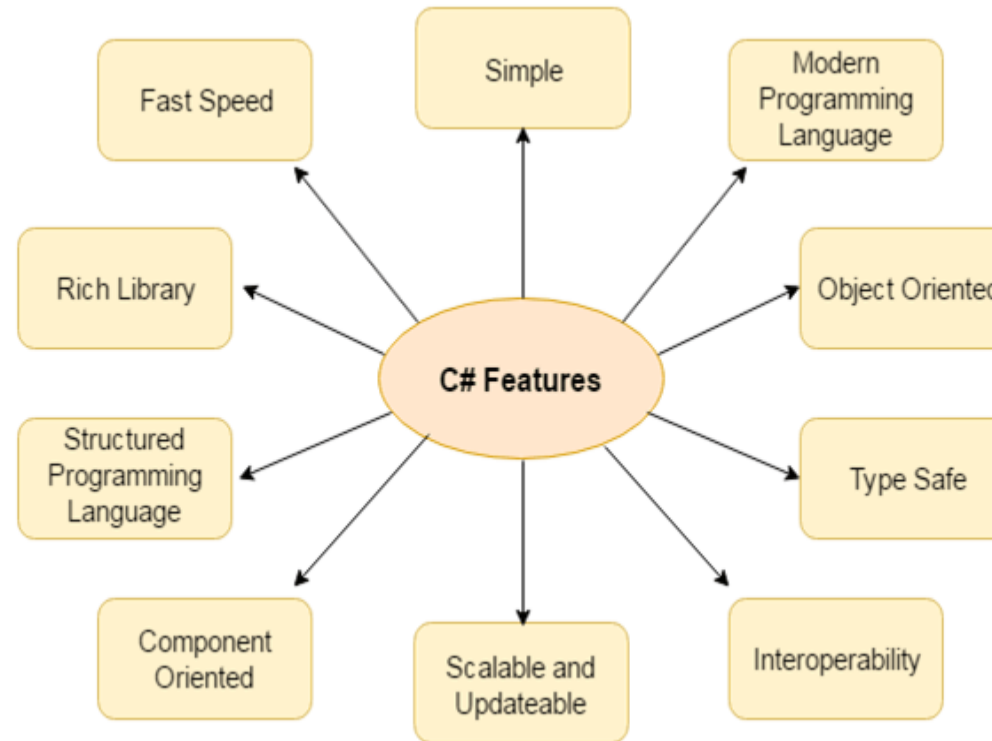 Simple
Fast Speed
Modern
Programming
Language
Rich Library
Object Oriented
C# Features
Structured
Programming
Language
Type Safe
Component
Oriented
Scalable and
Updateable
Interoperability